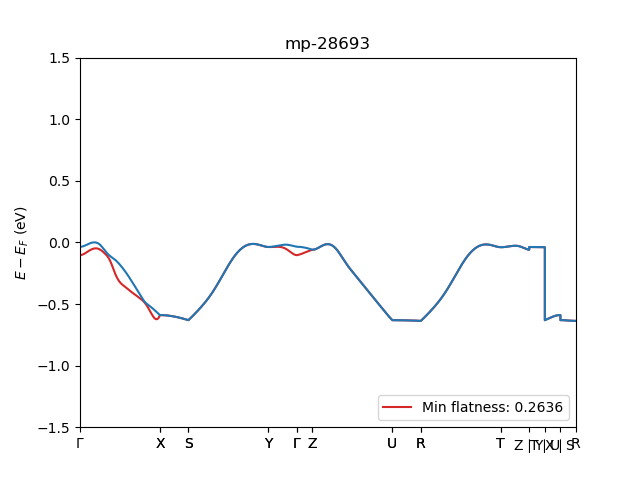 mp-28693
1.5
1.0
0.5
0.0
−0.5
−1.0
−1.5
E − E_F (eV)
Min flatness: 0.2636
Γ X S Y Γ Z U R T Z |T Y|X U| S R